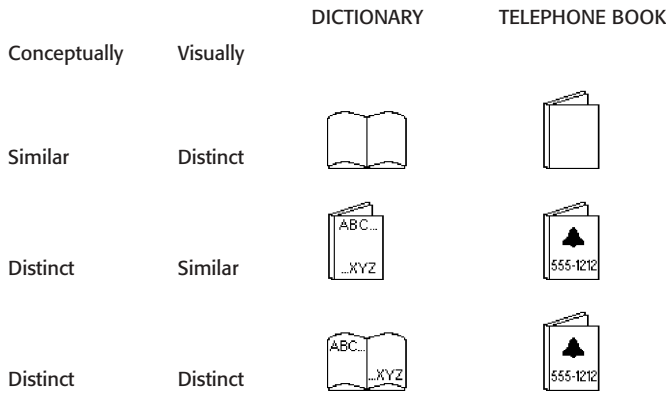 DICTIONARY TELEPHONE BOOK
Conceptually Visually
Similar Distinct
ABC...
Distinct Similar ...XYZ 555-1212
ABC...
...XYZ
Distinct Distinct 555-1212